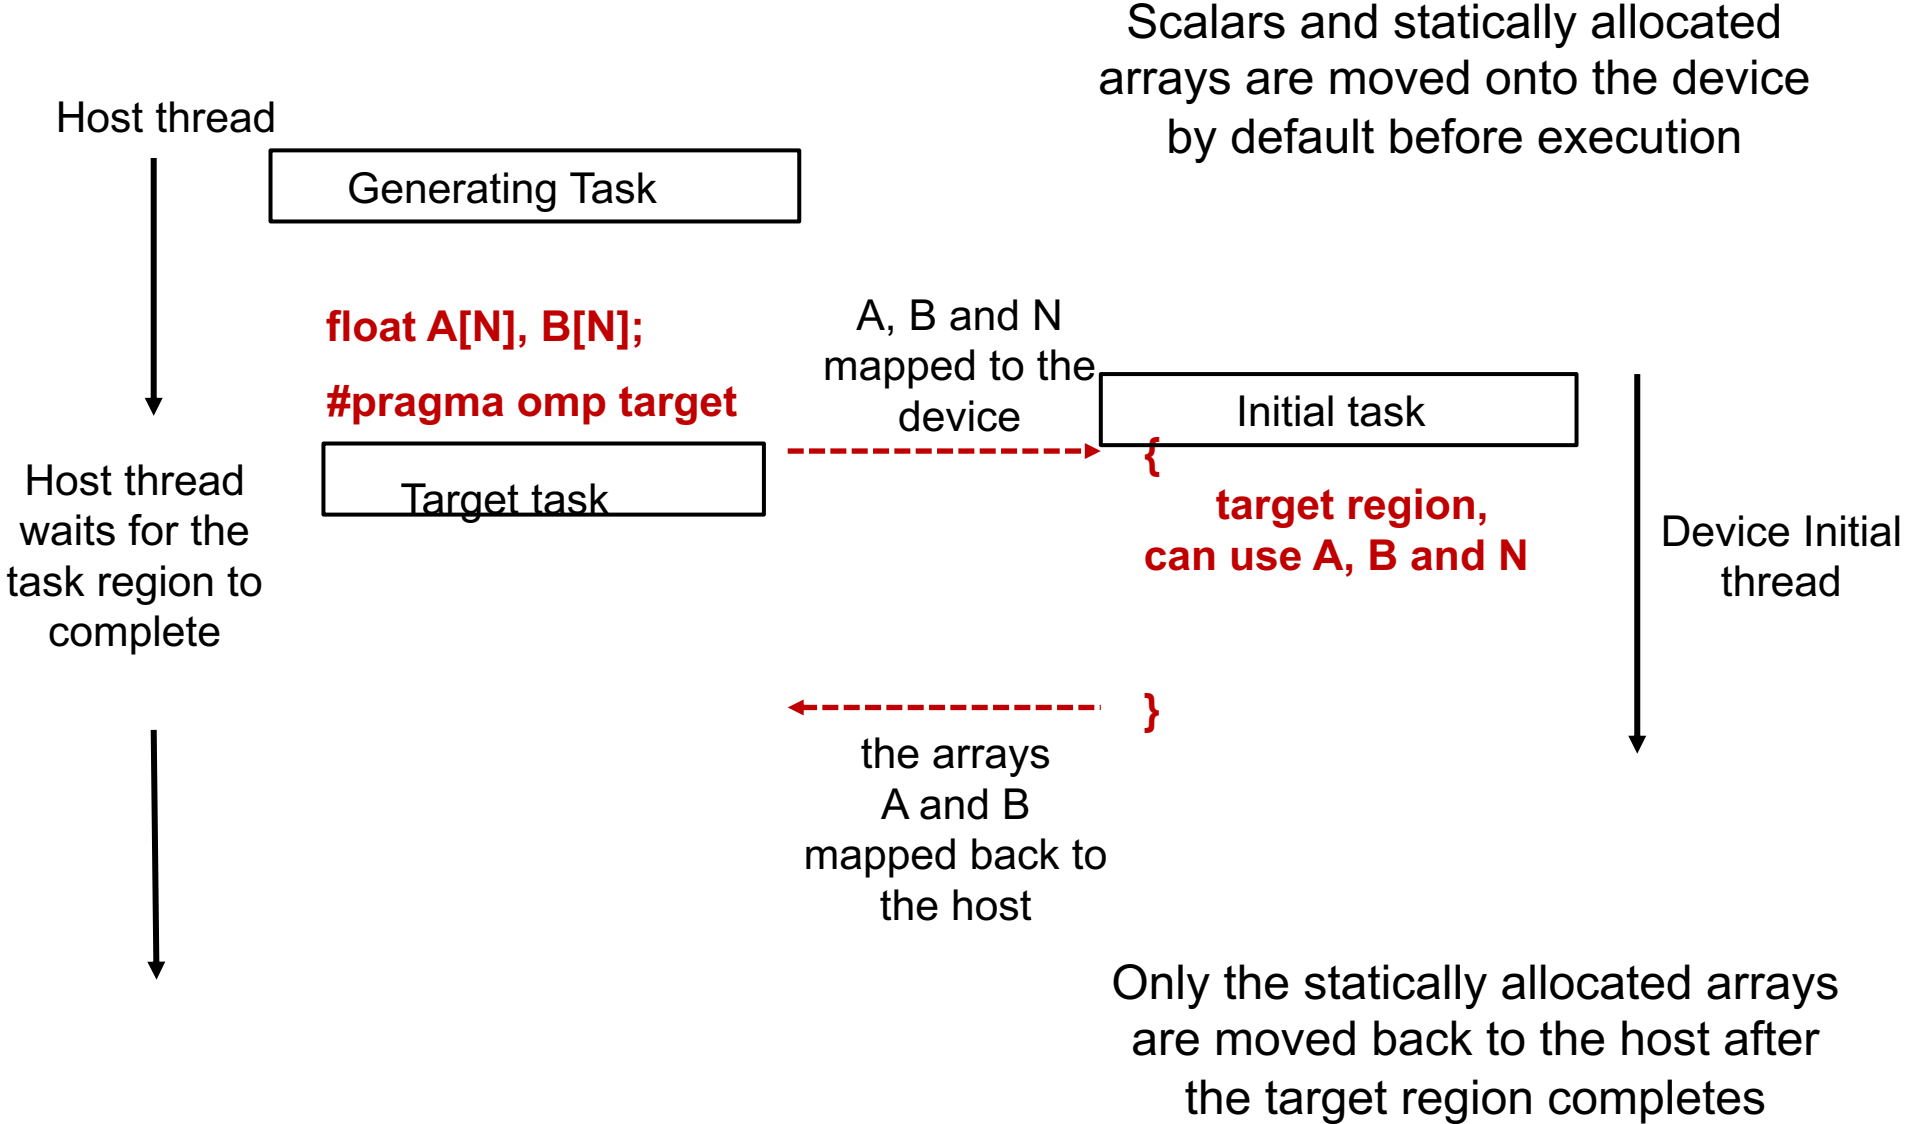 Scalars and statically allocated
arrays are moved onto the device
by default before execution
Host thread
Generating Task
float A[N], B[N];
#pragma omp target
A, B and N
mapped to the
device
Initial task
{
Target task
target region,
can use A, B and N
Host thread
waits for the
task region to
complete
Device Initial
thread
}
the arrays
A and B
mapped back to
the host
Only the statically allocated arrays
are moved back to the host after
the target region completes